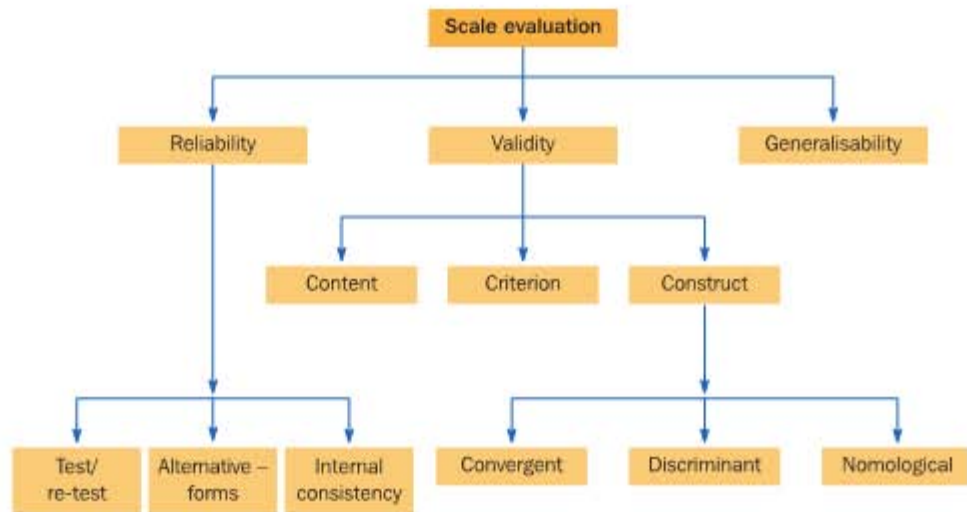 Scale evaluation
Reliability
Validity
Generalisability
Content
Criterion
Construct
Test/
re-test
Alternative –
forms
Internal
consistency
Convergent
Discriminant
Nomological